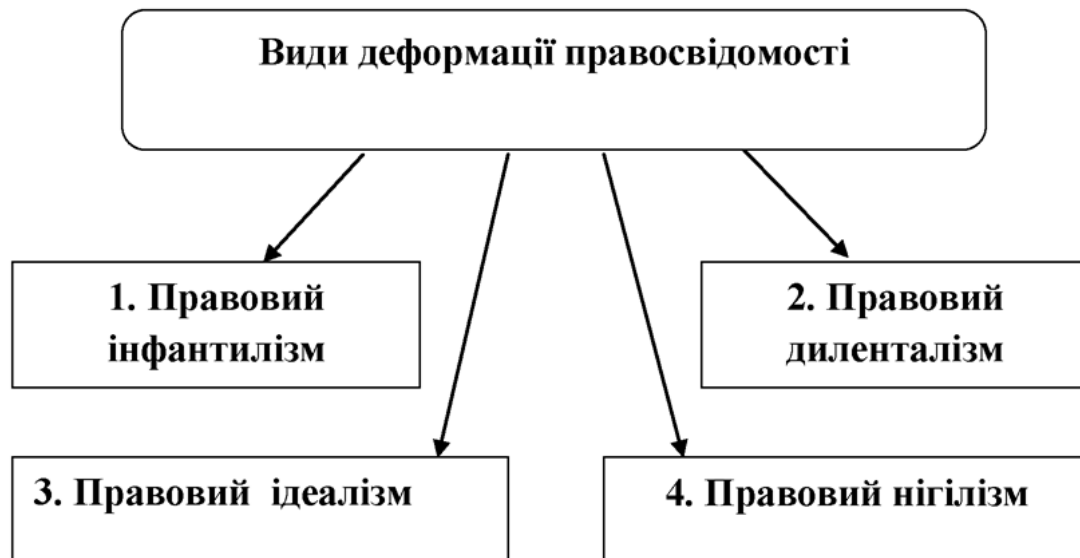 Види деформації правосвідомості
1. Правовий
інфантилізм
2. Правовий
диленталізм
3. Правовий ідеалізм
4. Правовий нігілізм